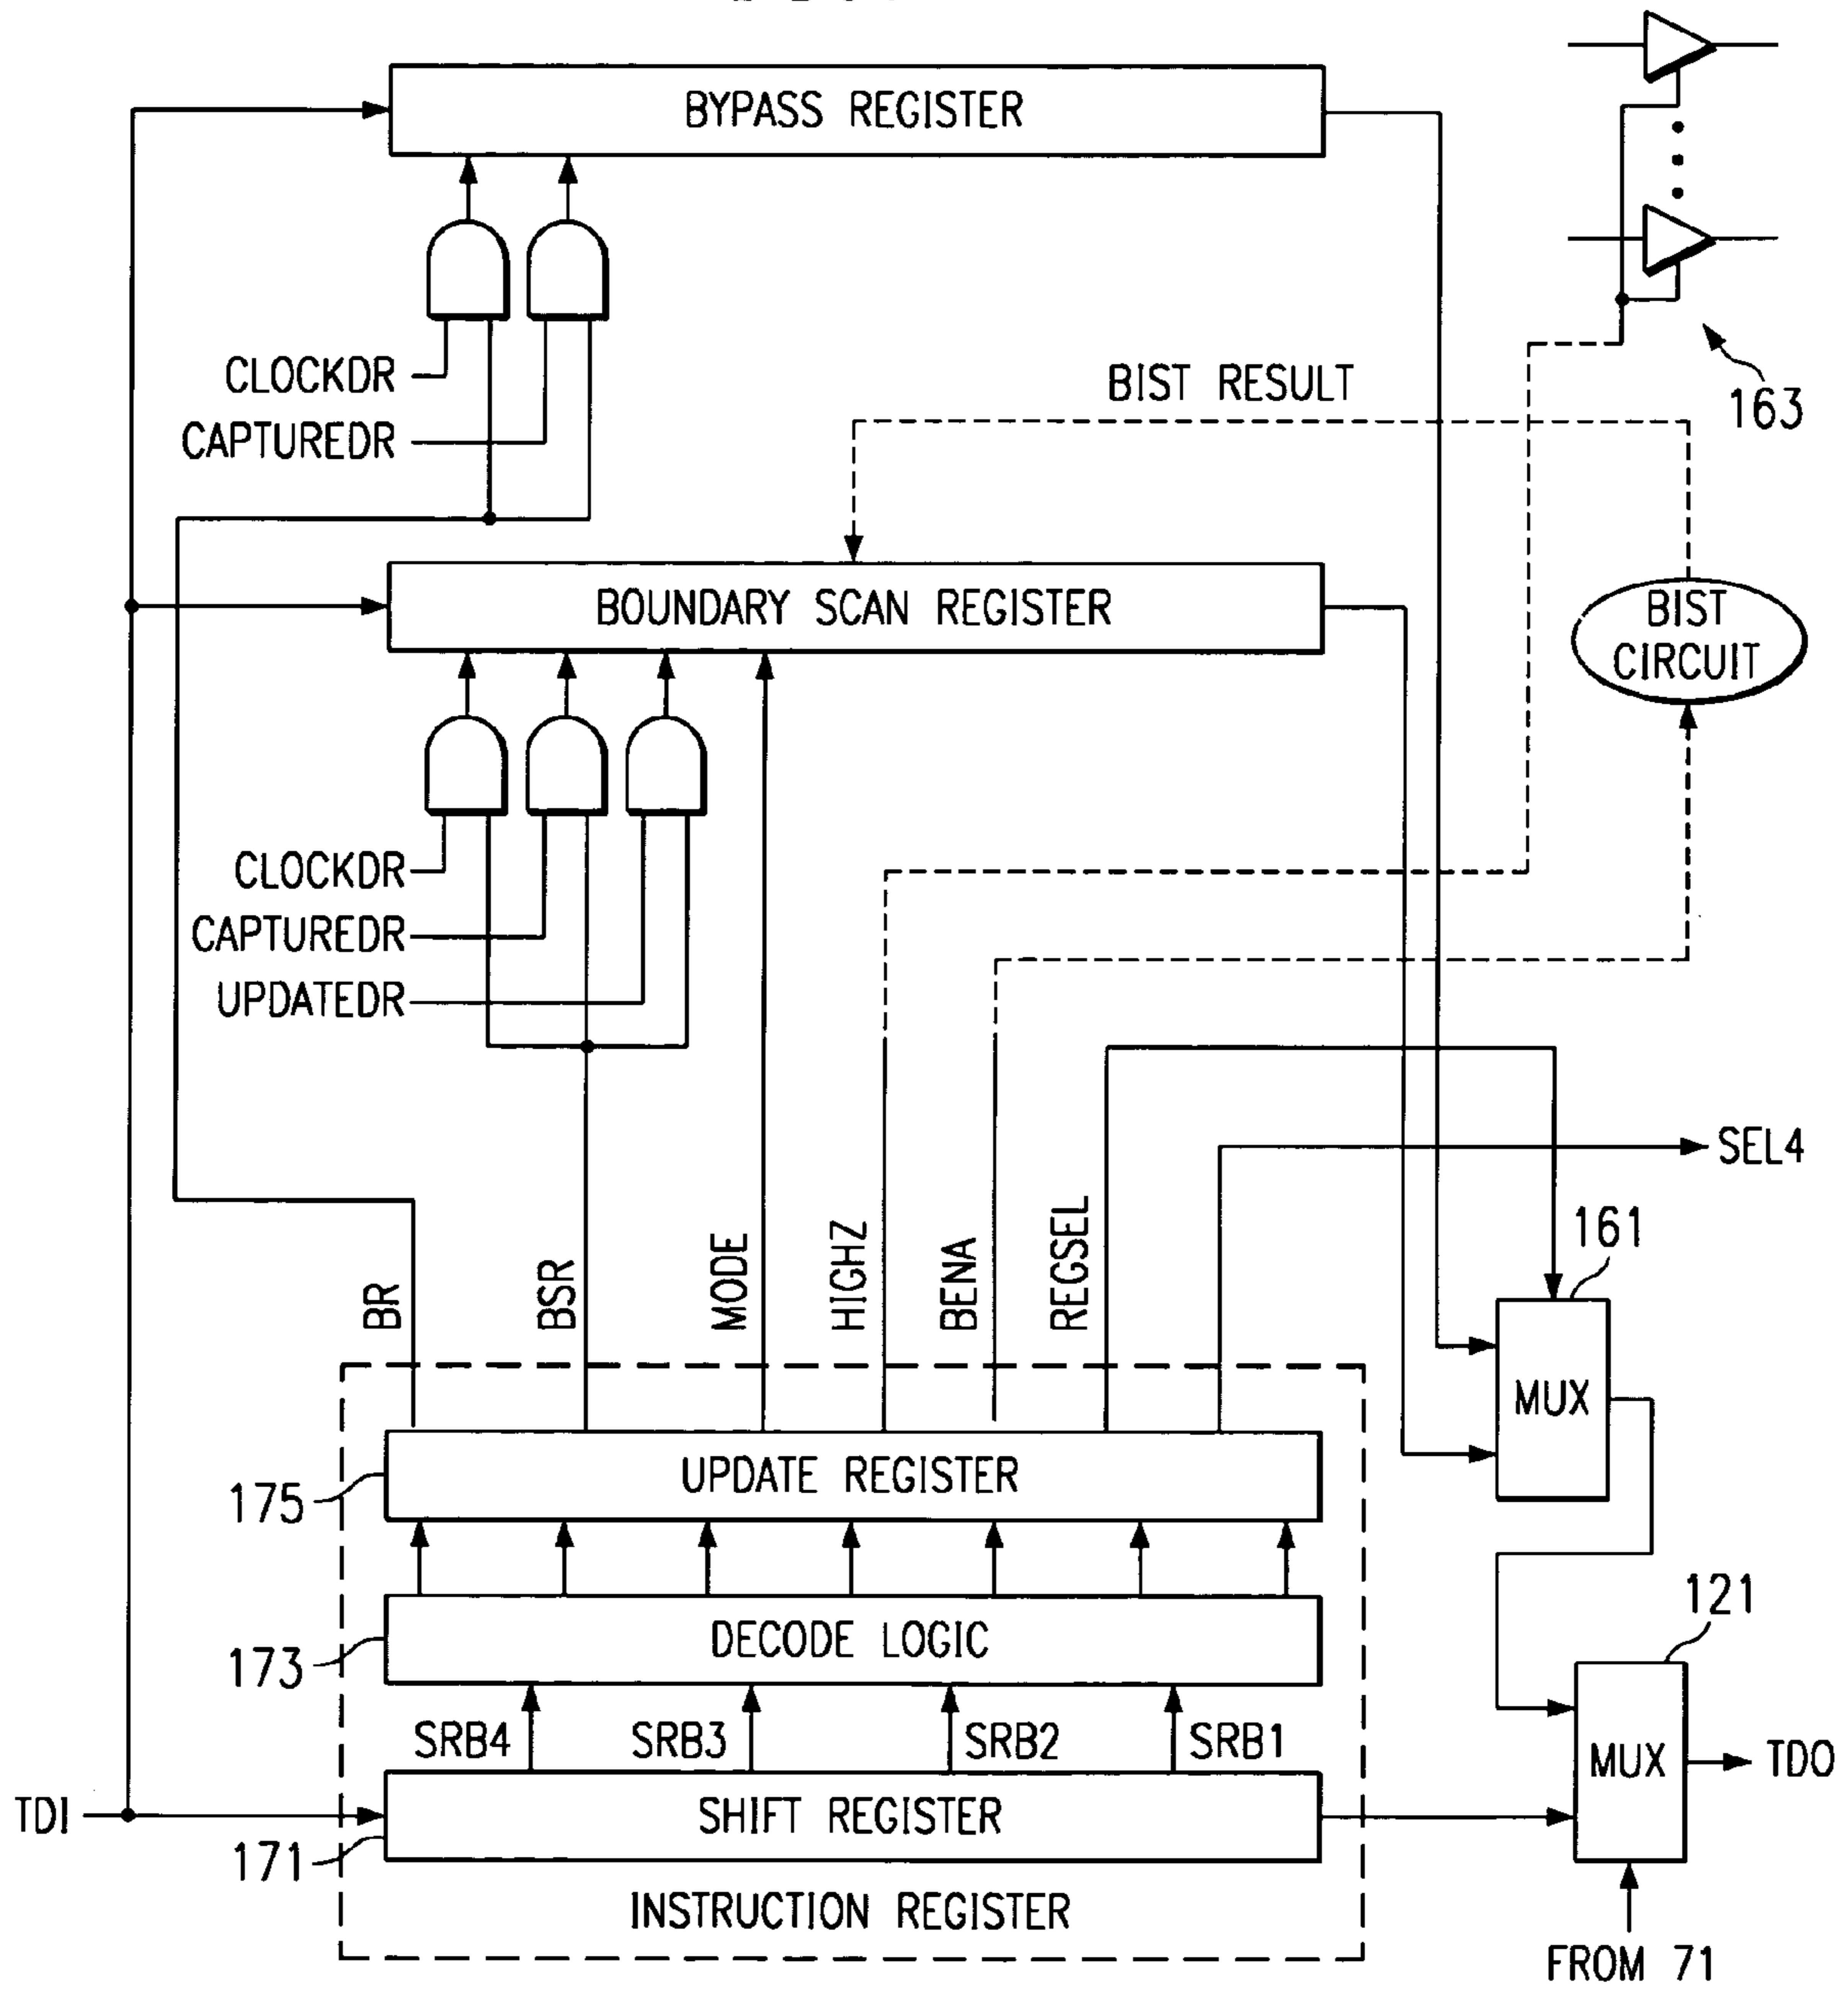 BYPASS REGISTER
CLOCKDR
CAPTUREDR
BIST RESULT
163
BOUNDARY SCAN REGISTER
BIST
CIRCUIT
CLOCKDR
CAPTUREDR
UPDATEDR
SEL4
BR
BSR
MODE
HIGHZ
BENA
REGSEL
161
MUX
UPDATE REGISTER
175
DECODE LOGIC
173
121
SRB4
SRB3
SRB2
SRB1
MUX
TDO
TDI
SHIFT REGISTER
171
INSTRUCTION REGISTER
FROM 71